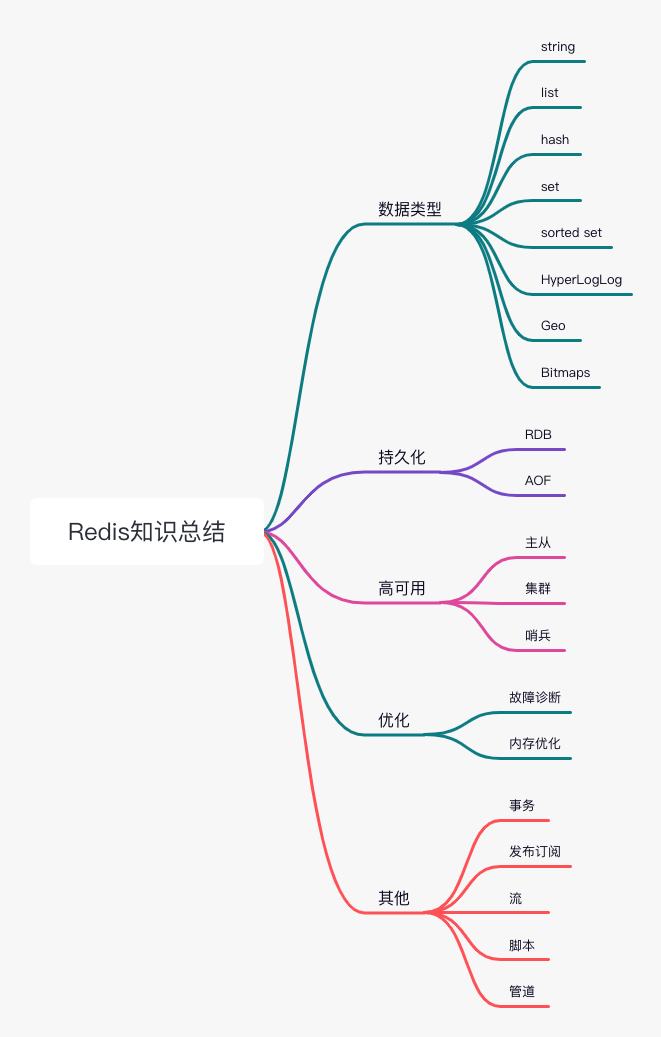 Redis知识总结
数据类型
string
list
hash
set
sorted set
HyperLogLog
Geo
Bitmaps
持久化
RDB
AOF
高可用
主从
集群
哨兵
优化
故障诊断
内存优化
其他
事务
发布订阅
流
脚本
管道